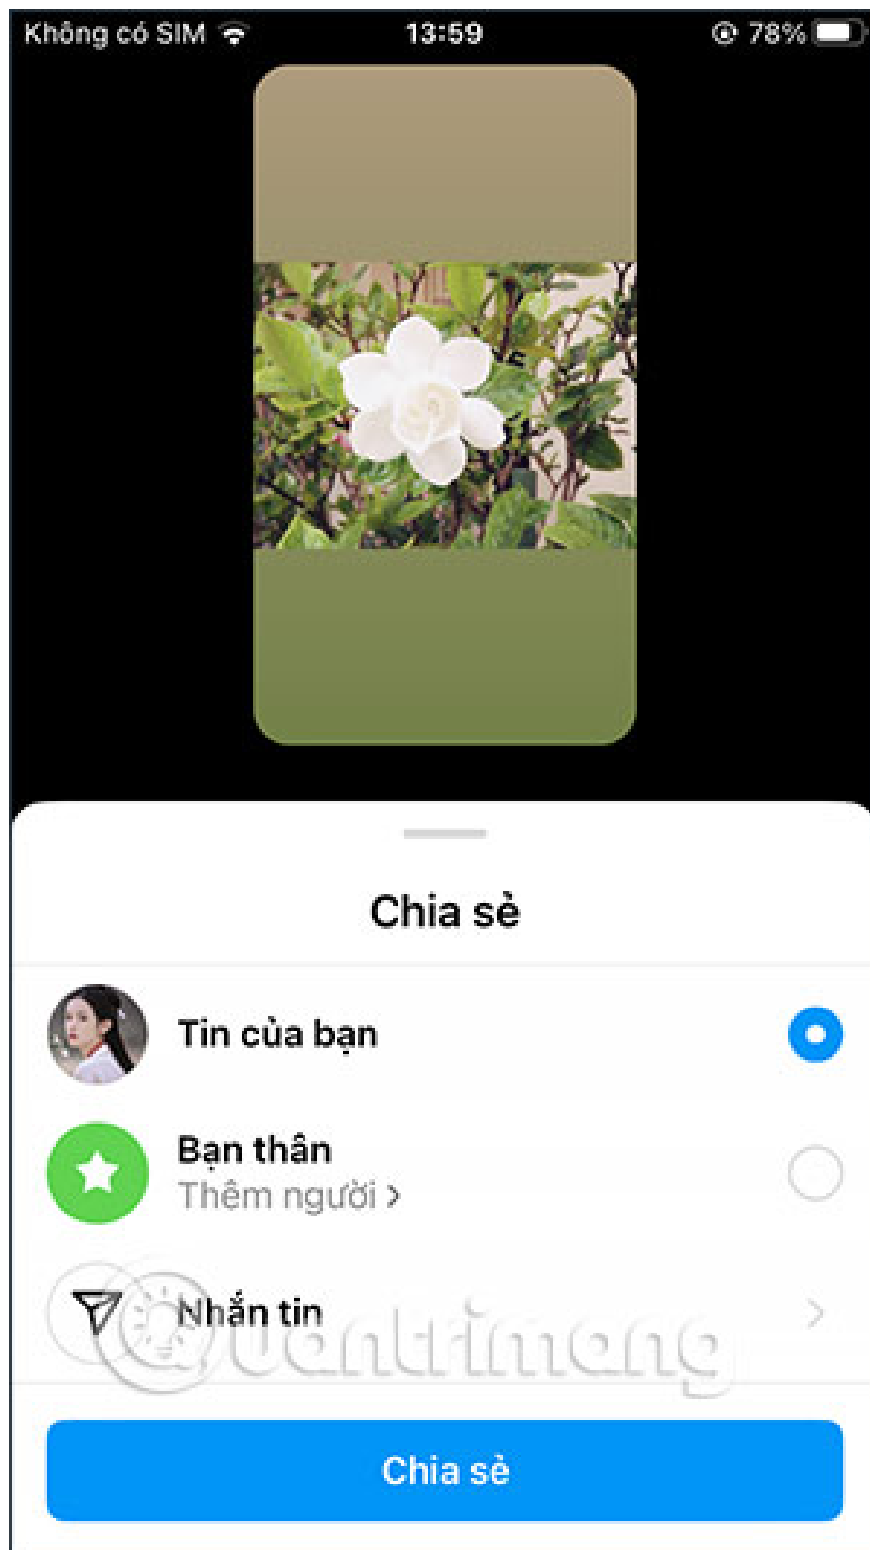 Không có SIM 13:59 78%
Chia sẻ
Tin của bạn
Bạn thân
Thêm người >
Nhắn tin
Quantrimang
Chia sẻ